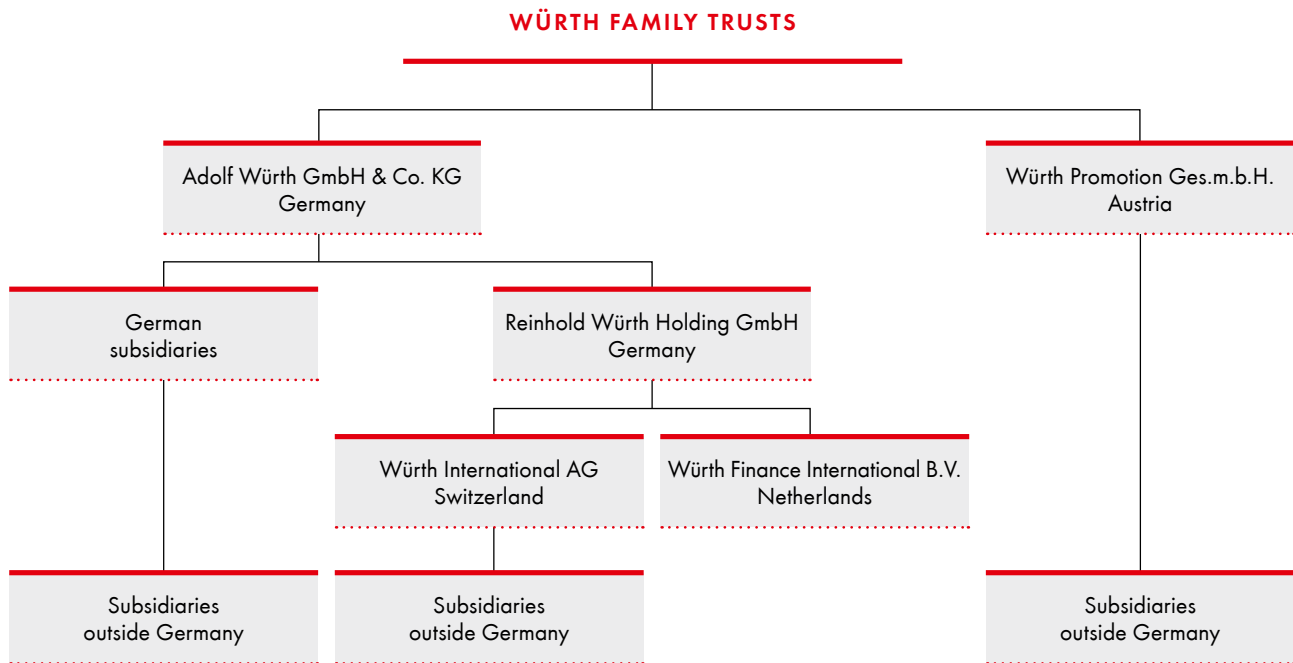 WÜRTH FAMILY TRUSTS
Adolf Würth GmbH & Co. KG
Germany
Würth Promotion Ges.m.b.H.
Austria
German
subsidiaries
Reinhold Würth Holding GmbH
Germany
Würth International AG
Switzerland
Würth Finance International B.V.
Netherlands
Subsidiaries
outside Germany
Subsidiaries
outside Germany
Subsidiaries
outside Germany